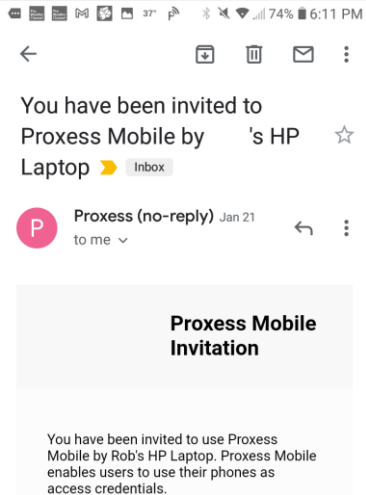 37° 74% 6:11 PM
You have been invited to
Proxess Mobile by 's HP
Laptop Inbox
P Proxess (no-reply) Jan 21
to me
Proxess Mobile
Invitation
You have been invited to use Proxess
Mobile by Rob's HP Laptop. Proxess Mobile
enables users to use their phones as
access credentials.